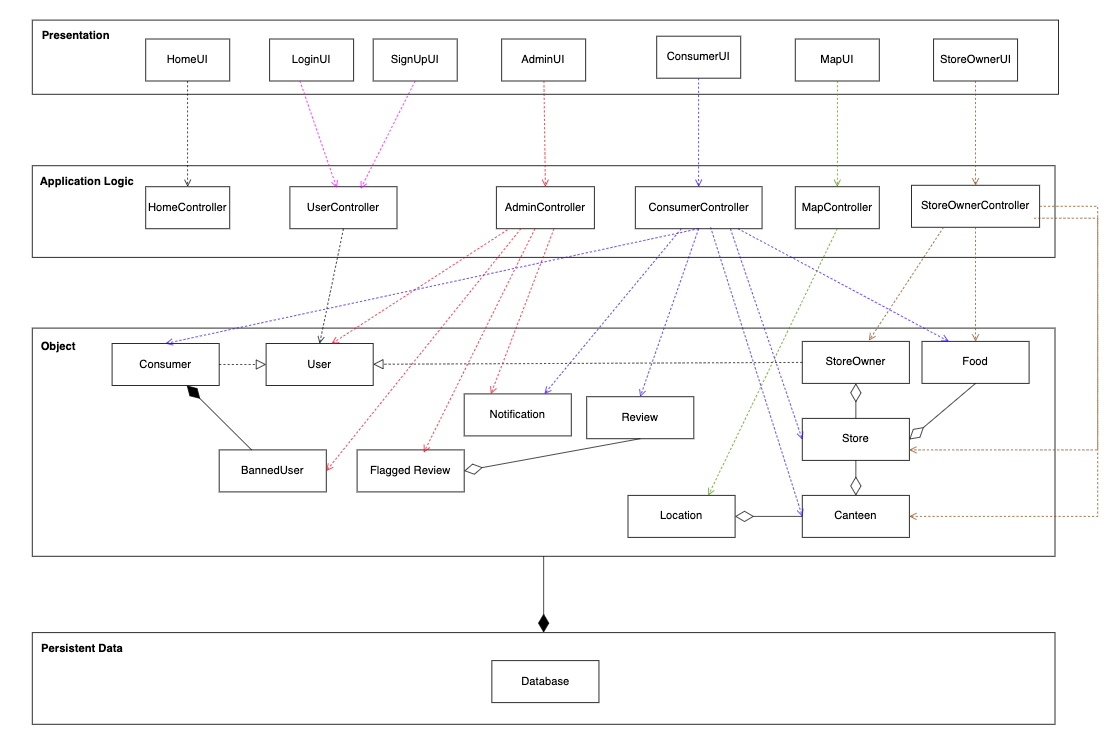 Presentation
HomeUI
LoginUI
SignUpUI
AdminUI
ConsumerUI
MapUI
StoreOwnerUI
Application Logic
HomeController
UserController
AdminController
ConsumerController
MapController
StoreOwnerController
Object
Consumer
User
StoreOwner
Food
Notification
Review
Store
BannedUser
Flagged Review
Location
Canteen
Persistent Data
Database